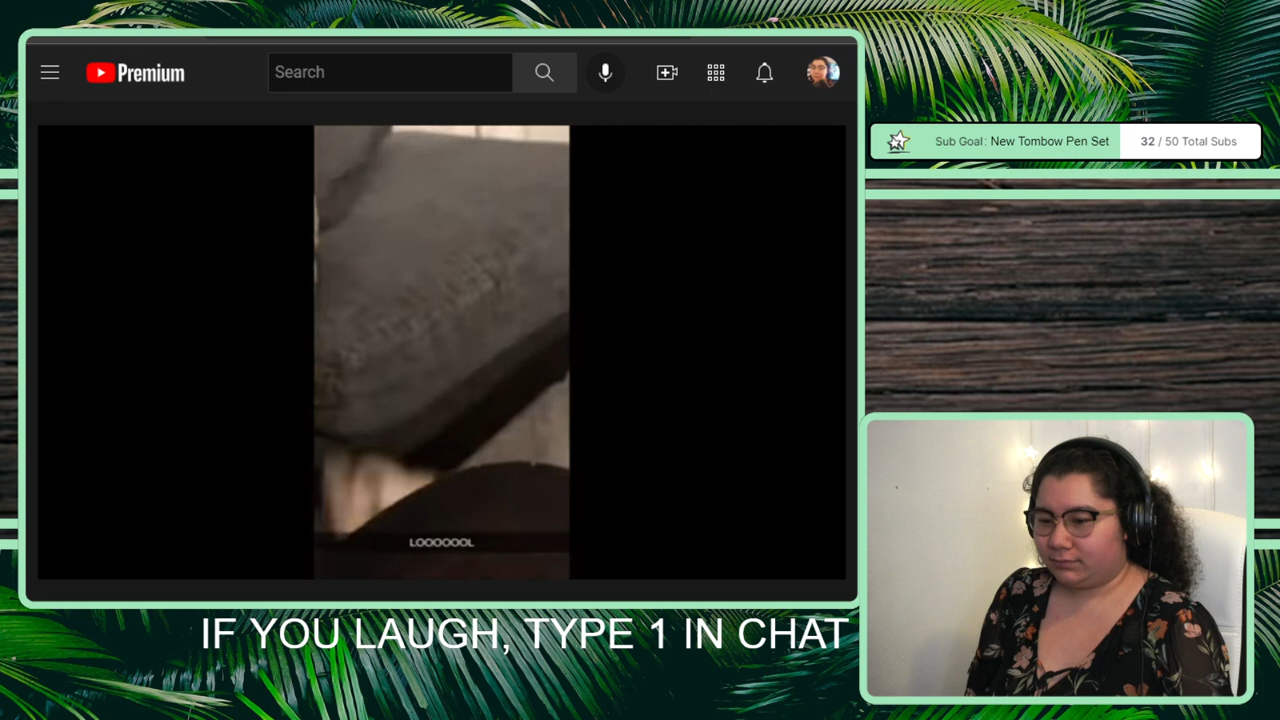 Premium
Search
Sub Goal: New Tombow Pen Set 32 / 50 Total Subs
LOOOOOOL
IF YOU LAUGH, TYPE 1 IN CHAT